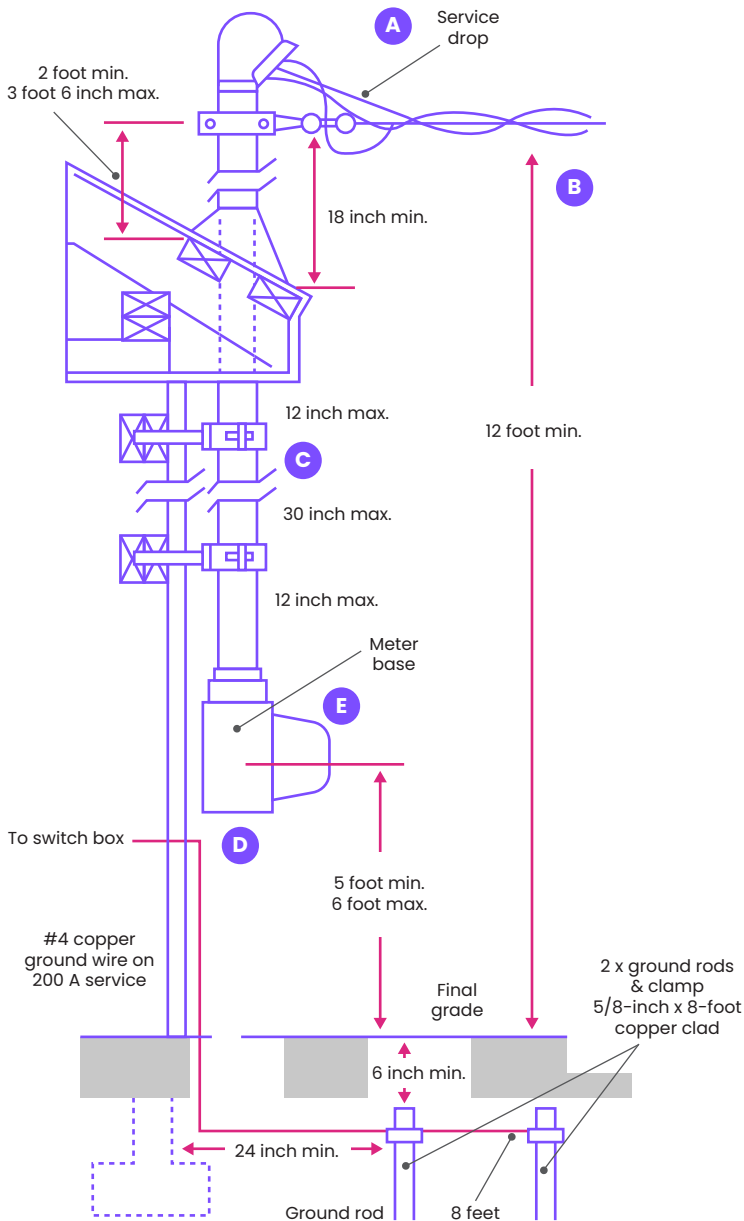 A
Service
drop
2 foot min.
3 foot 6 inch max.
B
18 inch min.
12 inch max.
12 foot min.
C
30 inch max.
12 inch max.
Meter
base
E
D
To switch box
5 foot min.
6 foot max.
#4 copper
ground wire on
200 A service
2 x ground rods
& clamp
5/8-inch x 8-foot
copper clad
Final
grade
6 inch min.
24 inch min.
Ground rod
8 feet